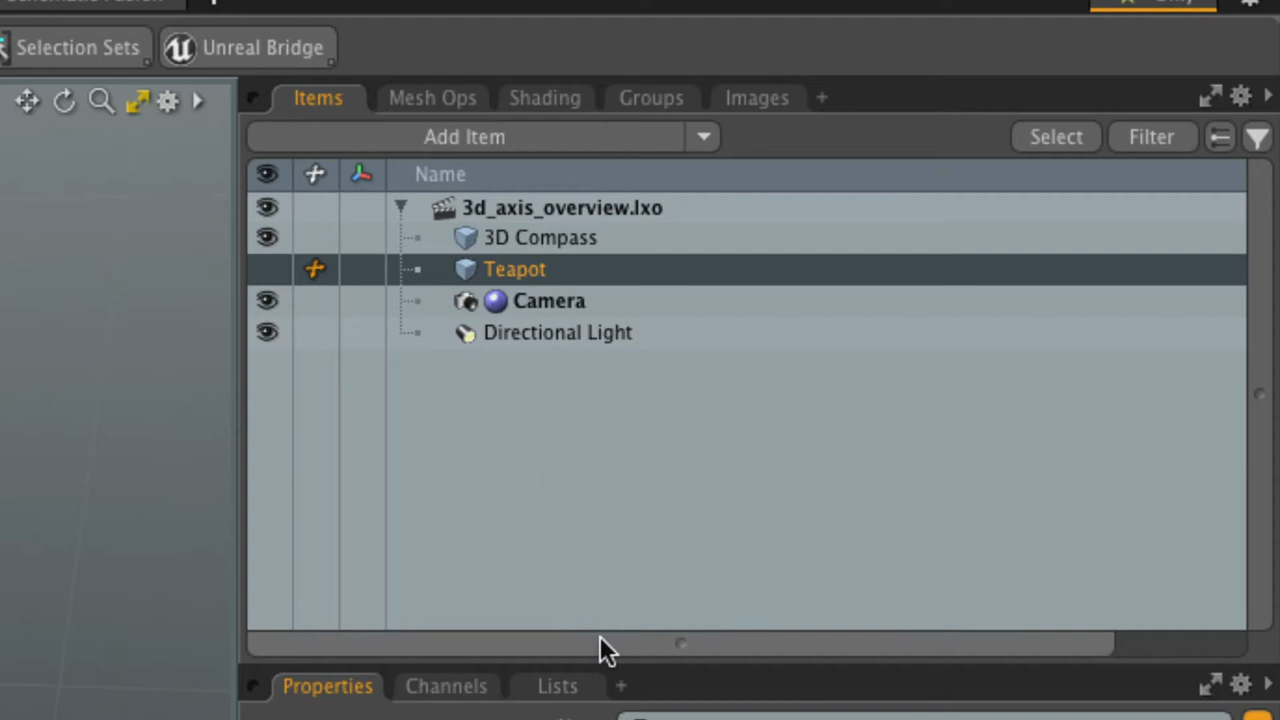 Selection Sets Unreal Bridge
Items Mesh Ops Shading Groups Images +
Add Item Select Filter
Name
3d_axis_overview.lxo
3D Compass
Teapot
Camera
Directional Light
Properties Channels Lists +